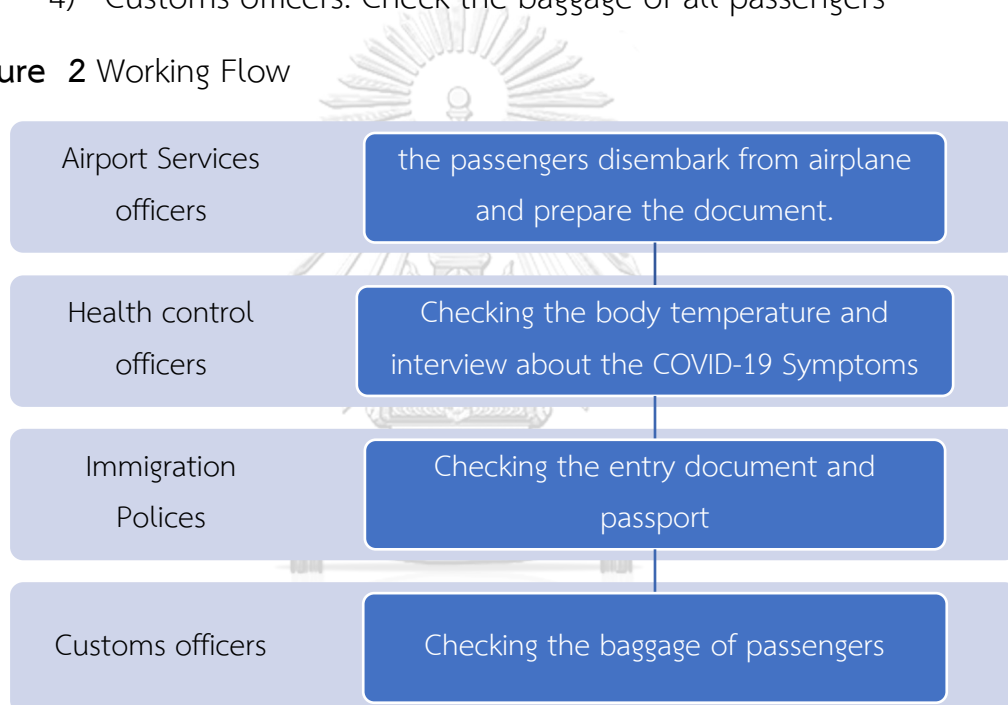 4) Customs officers: Check the baggage of all passengers
ure 2 Working Flow
Airport Services
officers
the passengers disembark from airplane
and prepare the document.
Health control
officers
Checking the body temperature and
interview about the COVID-19 Symptoms
Immigration
Polices
Checking the entry document and
passport
Customs officers
Checking the baggage of passengers